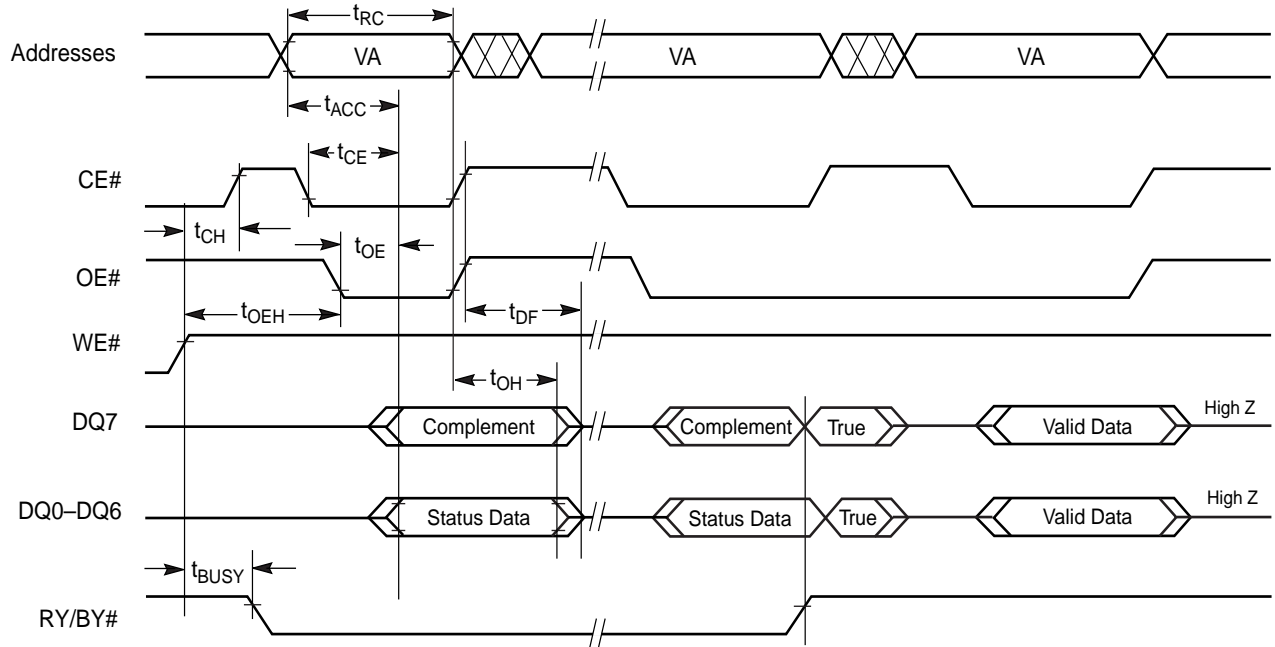 tRC
Addresses VA VA VA
tACC
tCE
CE#
tCH
tOE
OE#
tOEH tDF
WE#
tOH
DQ7 Complement Complement True Valid Data High Z
DQ0–DQ6 Status Data Status Data True Valid Data High Z
tBUSY
RY/BY#